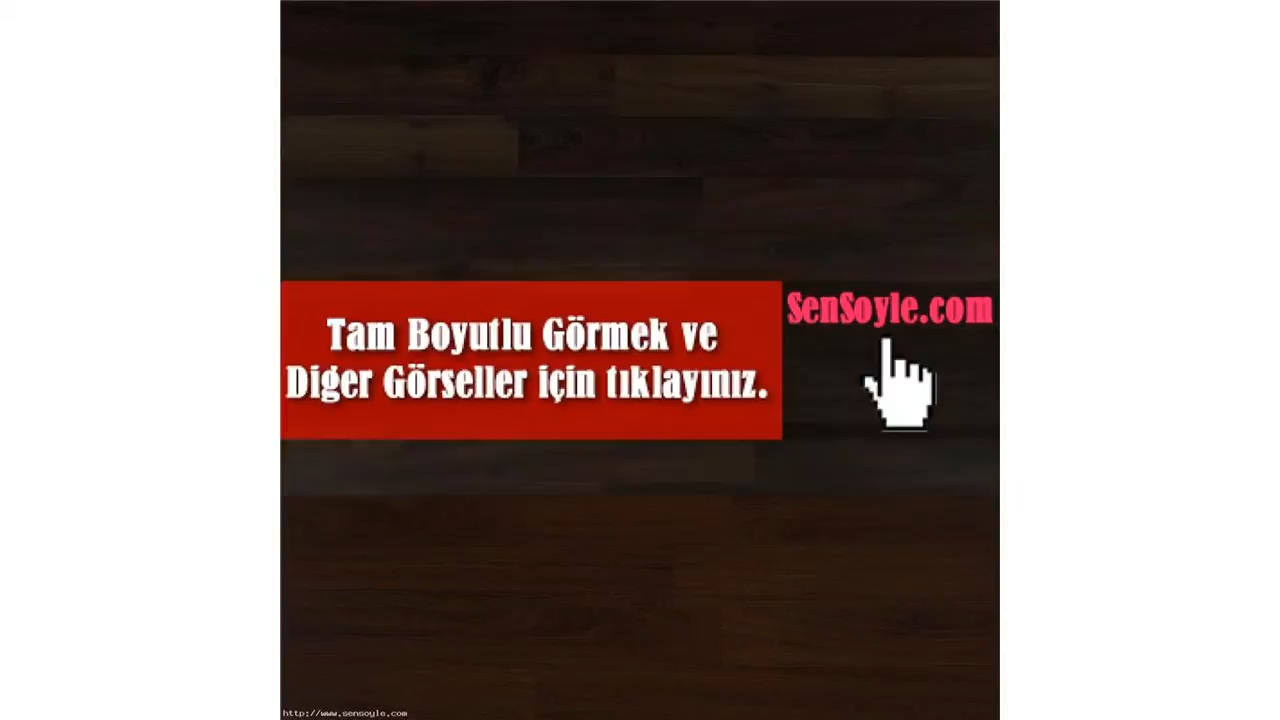 SenSoyle.com
Tam Boyutlu Görmek ve
Diger Görseller için tıklayınız.
http://www.sensoyle.com